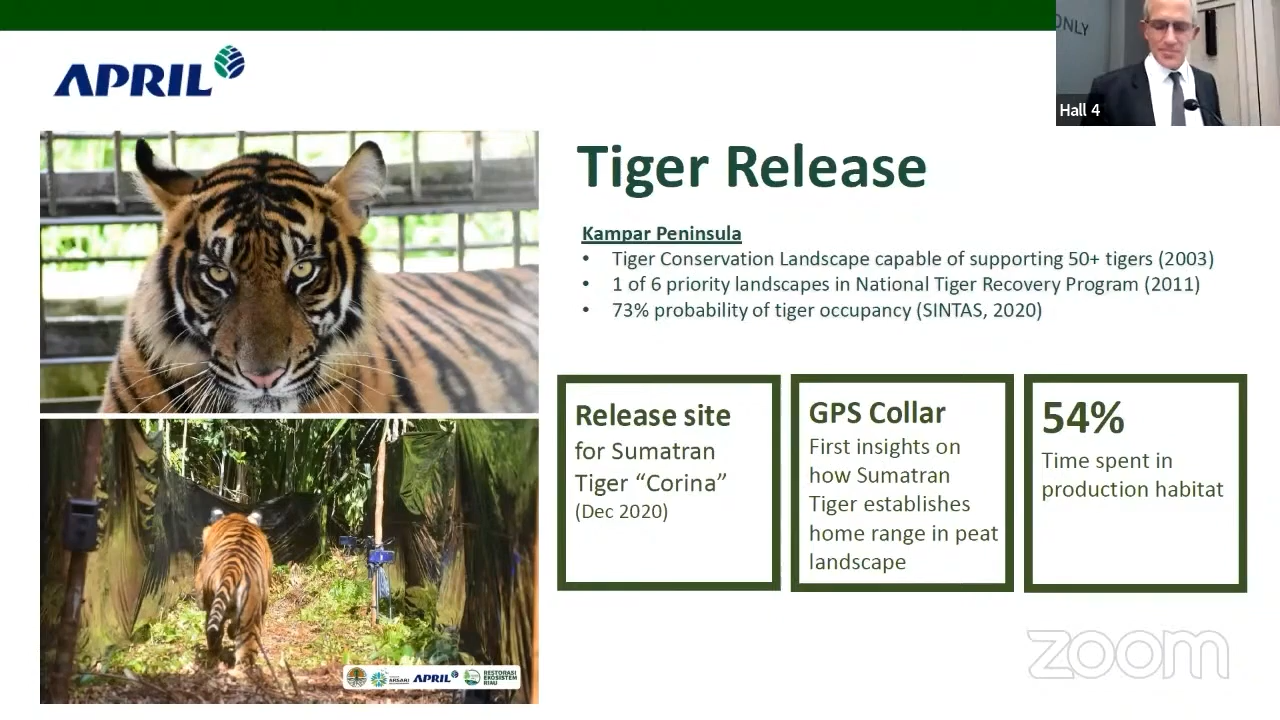 APRIL
ONLY
Hall 4
Tiger Release
Kampar Peninsula
• Tiger Conservation Landscape capable of supporting 50+ tigers (2003)
• 1 of 6 priority landscapes in National Tiger Recovery Program (2011)
• 73% probability of tiger occupancy (SINTAS, 2020)
Release site
for Sumatran
Tiger “Corina”
(Dec 2020)
GPS Collar
First insights on
how Sumatran
Tiger establishes
home range in peat
landscape
54%
Time spent in
production habitat
ARSARI
APRIL
RESTORASI
EKOSISTEM
RIAU
zoom